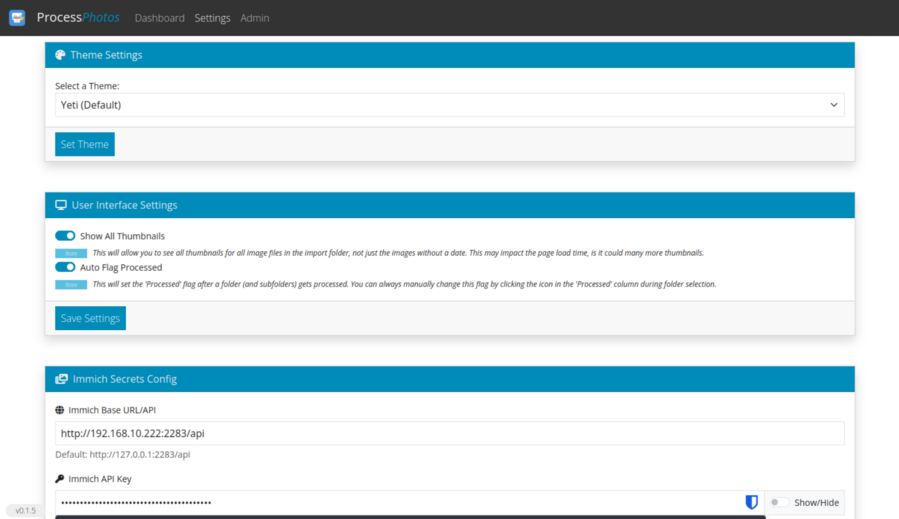 ProcessPhotos Dashboard Settings Admin
Theme Settings
Select a Theme:
Yeti (Default)
Set Theme
User Interface Settings
Show All Thumbnails
Note This will allow you to see all thumbnails for all image files in the import folder, not just the images without a date. This may impact the page load time, is it could many more thumbnails.
Auto Flag Processed
Note This will set the 'Processed' flag after a folder (and subfolders) gets processed. You can always manually change this flag by clicking the icon in the 'Processed' column during folder selection.
Save Settings
Immich Secrets Config
Immich Base URL/API
http://192.168.10.222:2283/api
Default: http://127.0.0.1:2283/api
Immich API Key
Show/Hide
v0.1.5